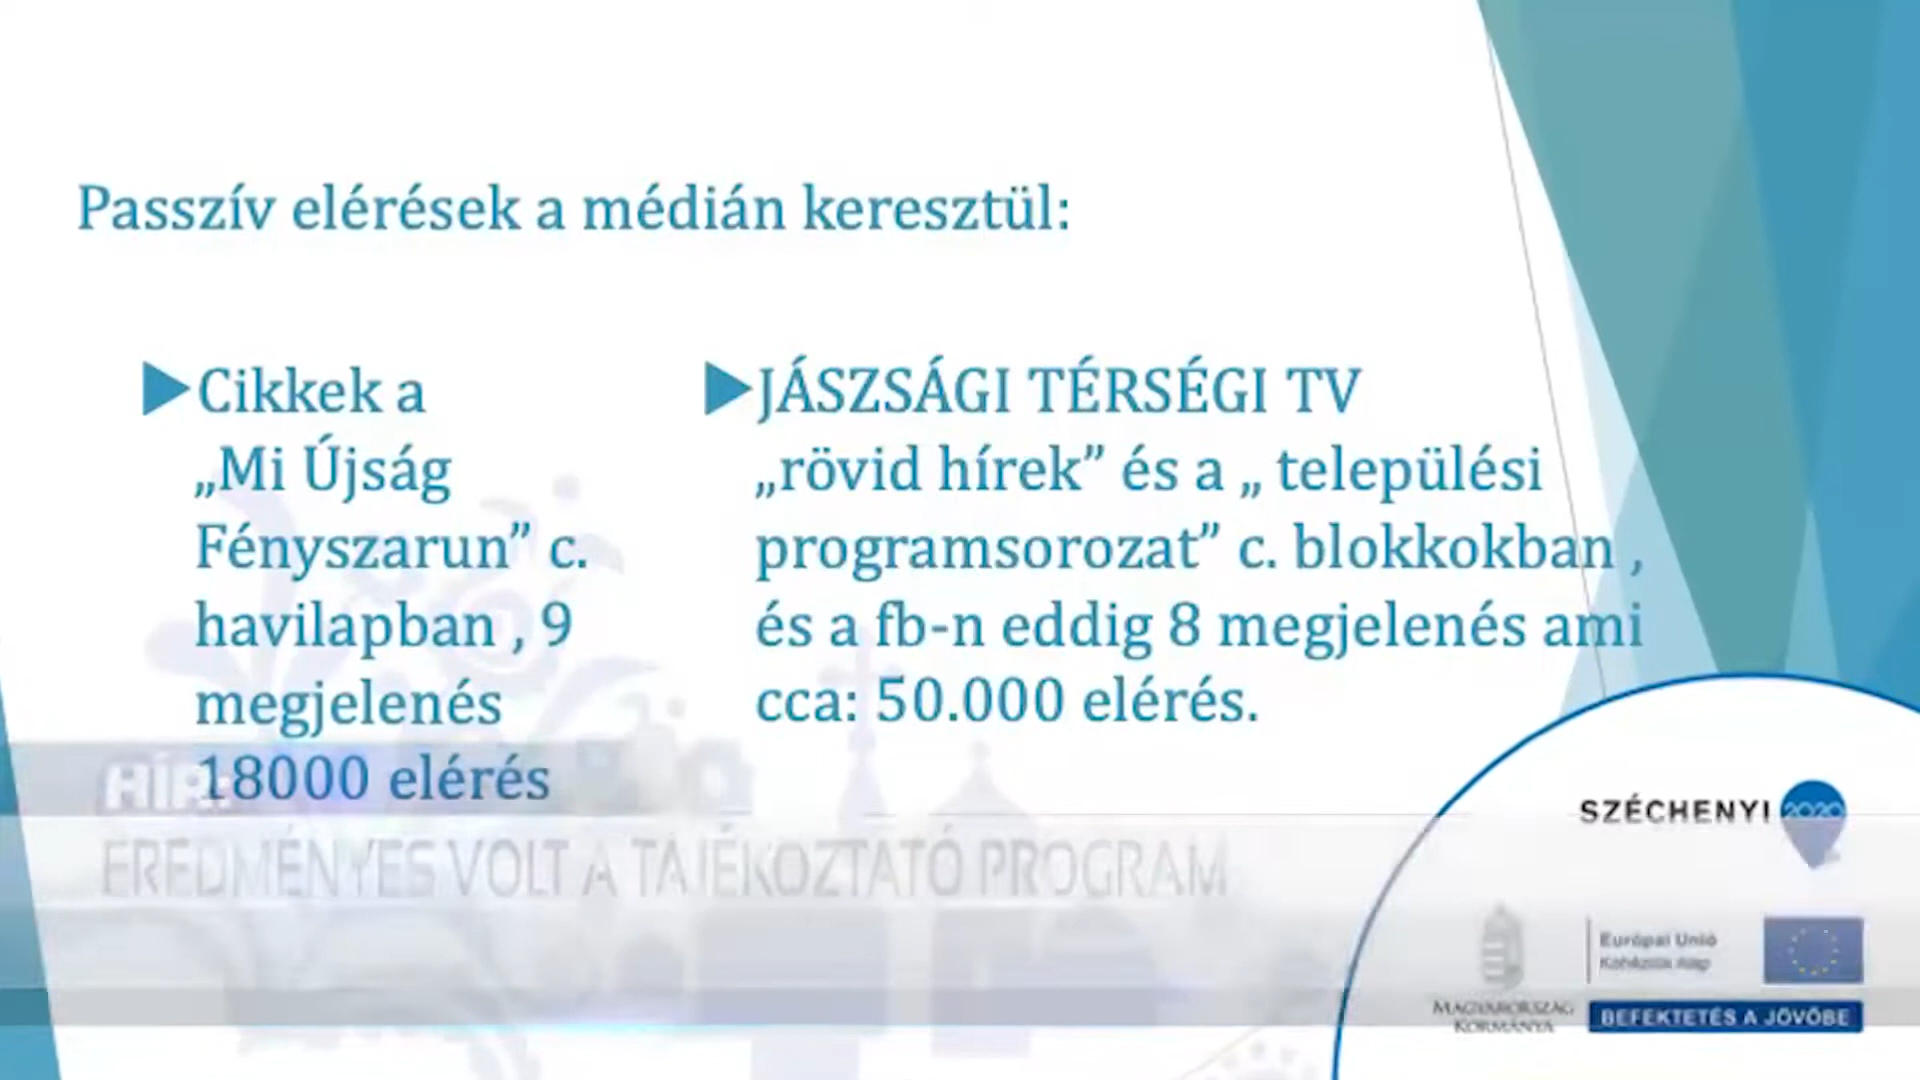 Passzív elérések a médián keresztül:
Cikkek a
„Mi Újság
Fényszarun” c.
havilapban , 9
megjelenés
18000 elérés
JÁSZSÁGI TÉRSÉGI TV
„rövid hírek” és a „ települési
programsorozat” c. blokkokban ,
és a fb-n eddig 8 megjelenés ami
cca: 50.000 elérés.
HÍR:
EREDMÉNYES VOLT A TÁJÉKOZTATÓ PROGRAM
SZÉCHENYI 2020
MAGYARORSZÁG
KORMÁNYA
Európai Unió
Kohéziós Alap
BEFEKTETÉS A JÖVŐBE